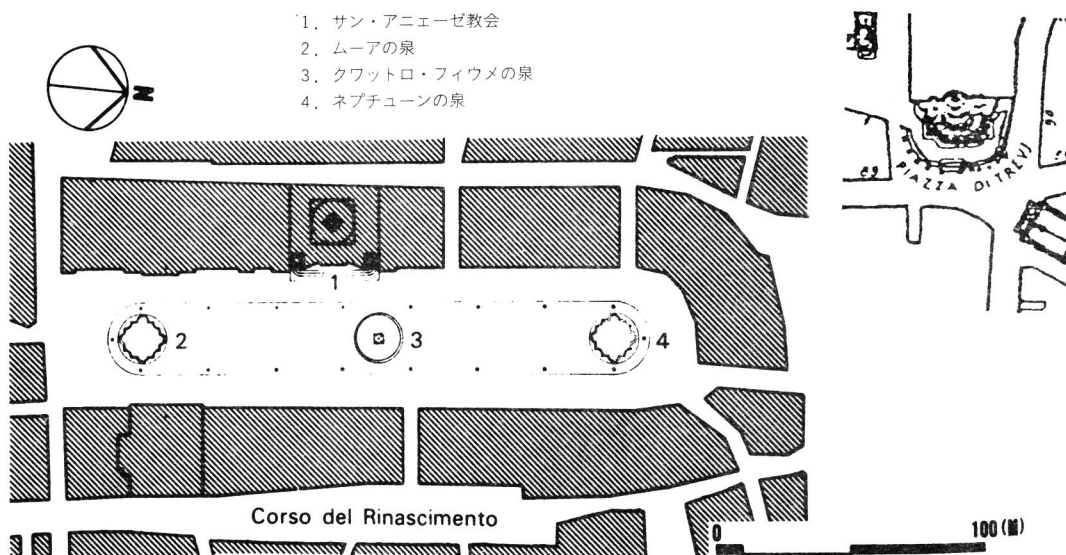 1. サン・アニェーゼ教会
2. ムーアの泉
3. クワットロ・フィウメの泉
4. ネプチューンの泉
N
PIAZZA DI TREVI
1
2
3
4
Corso del Rinascimento
0
100(m)